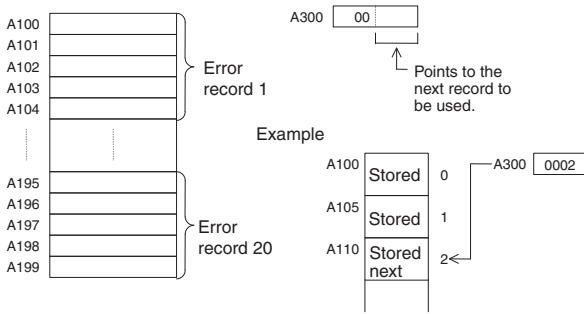 A100
A101
A102
A103
A104
Error
record 1
A195
A196
A197
A198
A199
Error
record 20
A300 00
Points to the
next record to
be used.
Example
A100 Stored 0
A105 Stored 1
A110 Stored
next 2
A300 0002